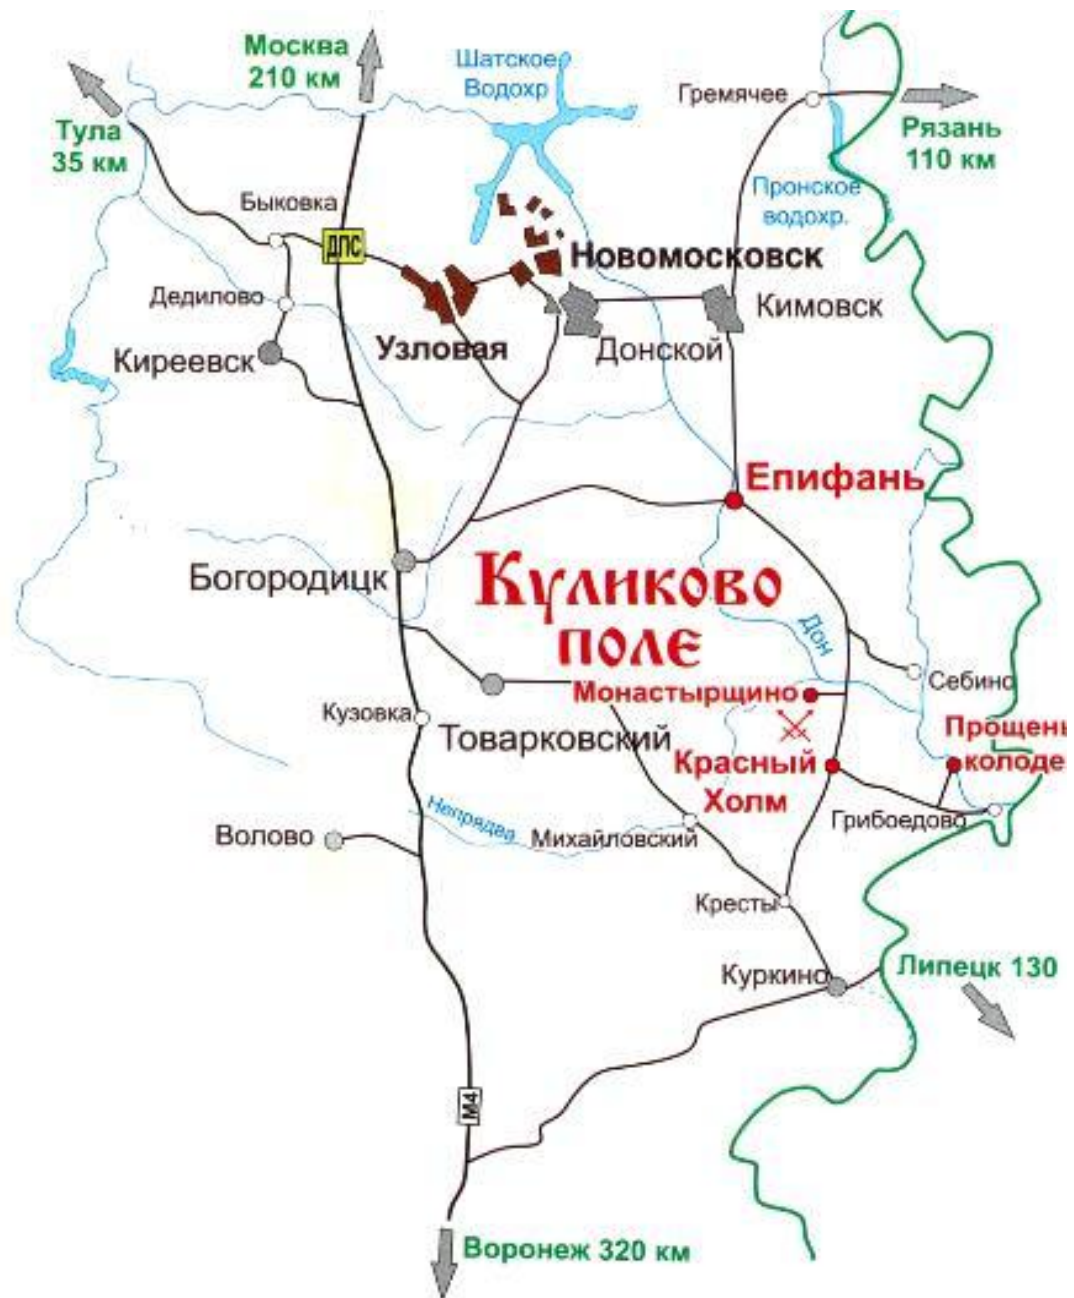 Москва
210 км
Шатское
Водохр
Гремячее
Тула
35 км
Рязань
110 км
Пронское
водохр.
Быковка
ДПС
Новомосковск
Дедилово
Кимовск
Узловая
Донской
Киреевск
Епифань
Куликово
поле
Богородицк
Дон
Себино
Монастырщино
Кузовка
Товарковский
Прощень
колоде
Красный
Холм
Непрядва
Волово
Михайловский
Грибоедово
Кресты
Куркино
Липецк 130
М4
Воронеж 320 км